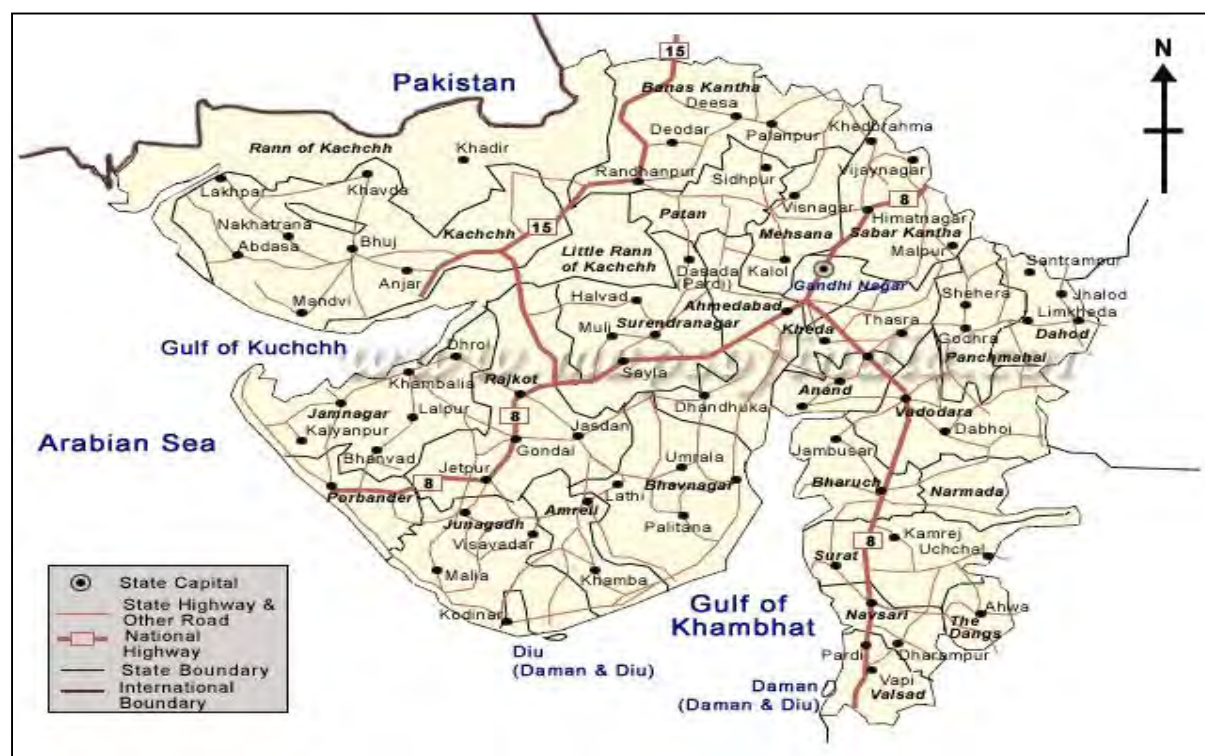 N
15
Pakistan
Banas Kantha
Deesa
Deodar
Palanpur
Khedbrahma
Rann of Kachchh
Khadir
Vijaynagar
Lakhpar
Khavda
Randhanpur
Sidhpur
Visnagar
8
Himatnagar
Patan
Nakhatrana
Abdasa
Bhuj
Kachchh
15
Mehsana
Sabar Kantha
Malpur
Little Rann
of Kachchh
Anjar
Dasada
(Pardi)
Kalol
Gandhi Nagar
Santrampur
Mandvi
Halvad
Ahmedabad
Shehera
Jhalod
Muli
Surendranagar
Kheda
Thasra
Limkheda
Godhra
Dahod
Gulf of Kuchchh
Dhrol
Sayla
Panchmahal
Khambalia
Rajkot
Anand
Jamnagar
Lalpur
8
Dhandhuka
Vadodara
Arabian Sea
Kalyanpur
Jasdan
Dabhoi
Bhanvad
Gondal
Jambusar
Umrala
Jetpur
8
Porbander
Lathi
Bhavnagar
Bharuch
Narmada
Amreli
Junagadh
Palitana
Visavadar
8
Kamrej
Uchchal
Surat
Malia
Khamba
Kodinar
Gulf of
Khambhat
Navsari
Ahwa
The
Dangs
Diu
(Daman & Diu)
Pardi
Dharampur
Vapi
Valsad
Daman
(Daman & Diu)
State Capital
State Highway &
Other Road
National
Highway
State Boundary
International
Boundary